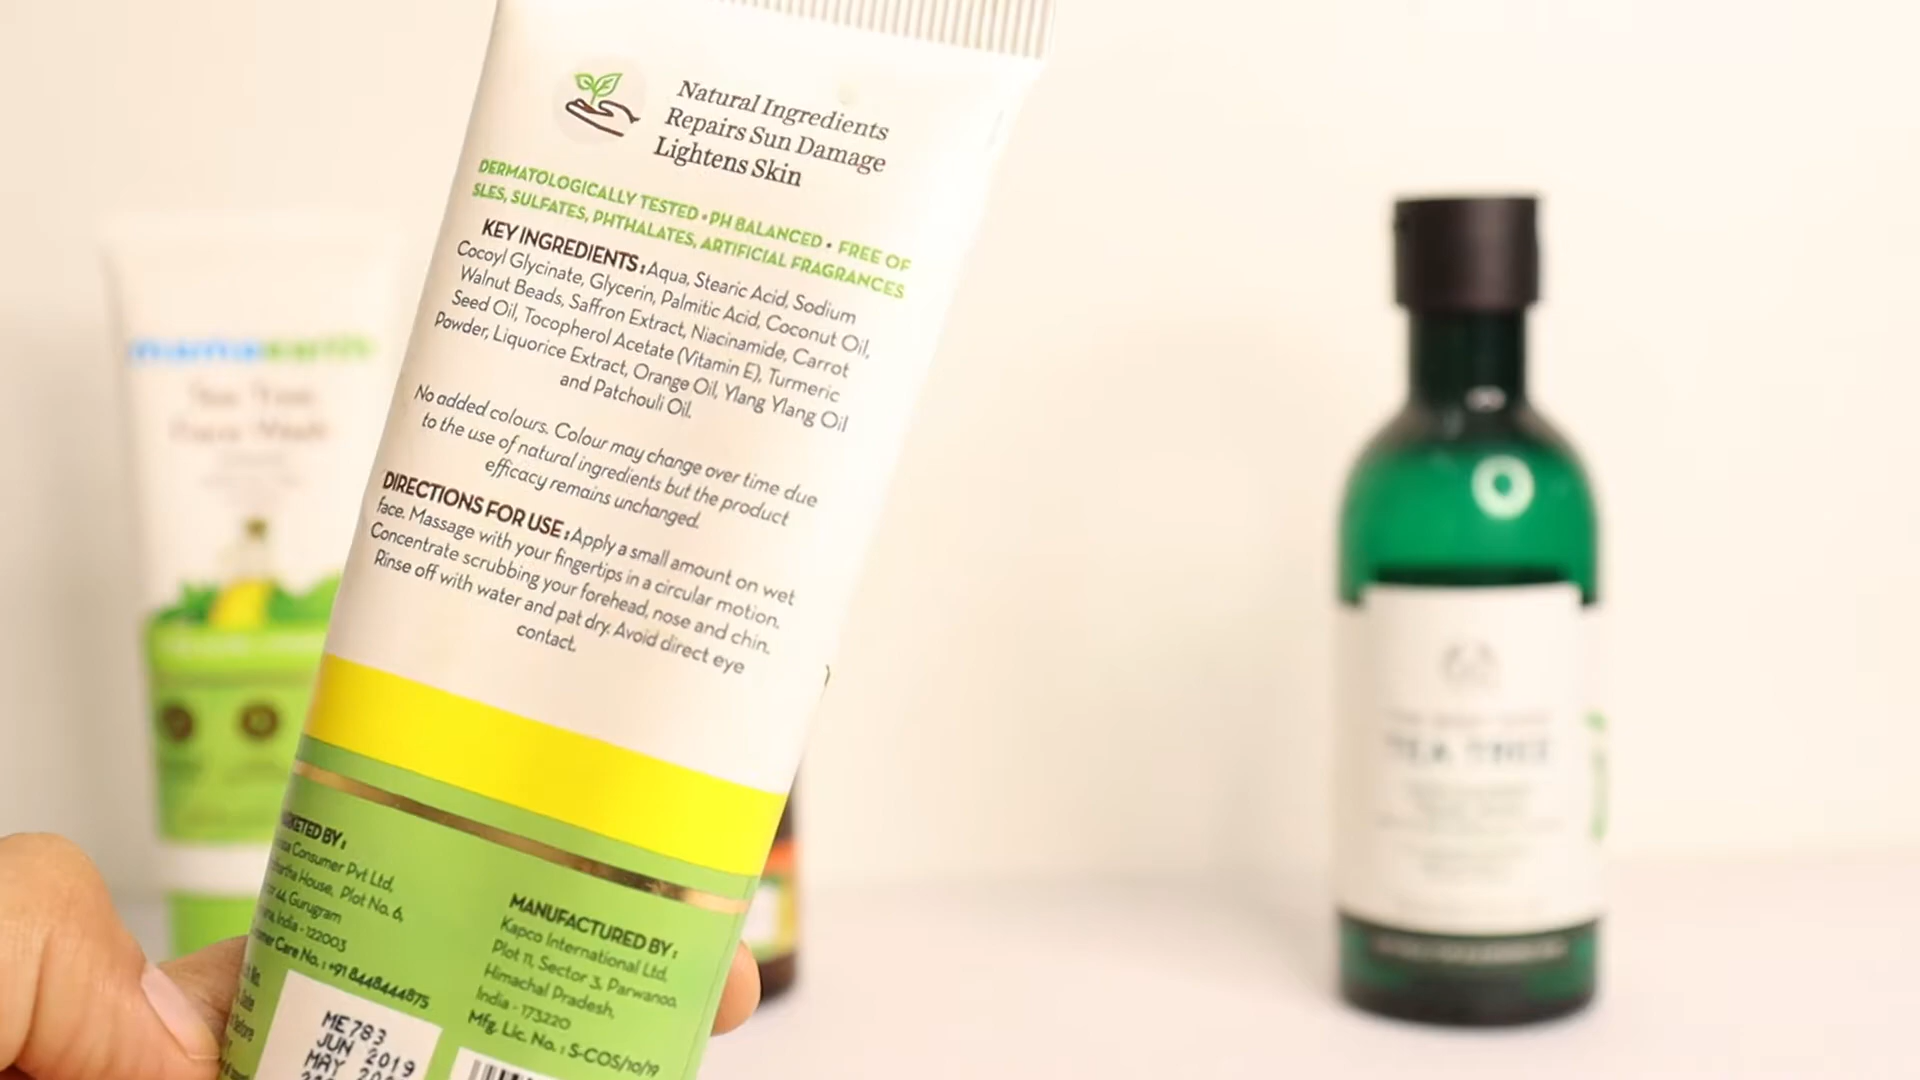 Natural Ingredients
Repairs Sun Damage
Lightens Skin
DERMATOLOGICALLY TESTED • PH BALANCED • FREE OF
SLES, SULFATES, PHTHALATES, ARTIFICIAL FRAGRANCES
KEY INGREDIENTS : Aqua, Stearic Acid, Sodium
Cocoyl Glycinate, Glycerin, Palmitic Acid, Coconut Oil,
Walnut Beads, Saffron Extract, Niacinamide, Carrot
Seed Oil, Tocopherol Acetate (Vitamin E), Turmeric
Powder, Liquorice Extract, Orange Oil, Ylang Ylang Oil
and Patchouli Oil.
No added colours. Colour may change over time due
to the use of natural ingredients but the product
efficacy remains unchanged.
DIRECTIONS FOR USE : Apply a small amount on wet
face. Massage with your fingertips in a circular motion.
Concentrate scrubbing your forehead, nose and chin.
Rinse off with water and pat dry. Avoid direct eye
contact.
BY :
Consumer Pvt Ltd,
House, Plot No. 6,
44, Gurugram
India - 122003
Care No. : +91 8448444875
MANUFACTURED BY :
Kapco International Ltd,
Plot 11, Sector 3, Parwanoo,
Himachal Pradesh,
India - 173220
Mfg. Lic. No. : S-COS/10/19
ME783
JUN 2019
MAY
mamaearth
Tea Tree
Face Wash
TEA TREE